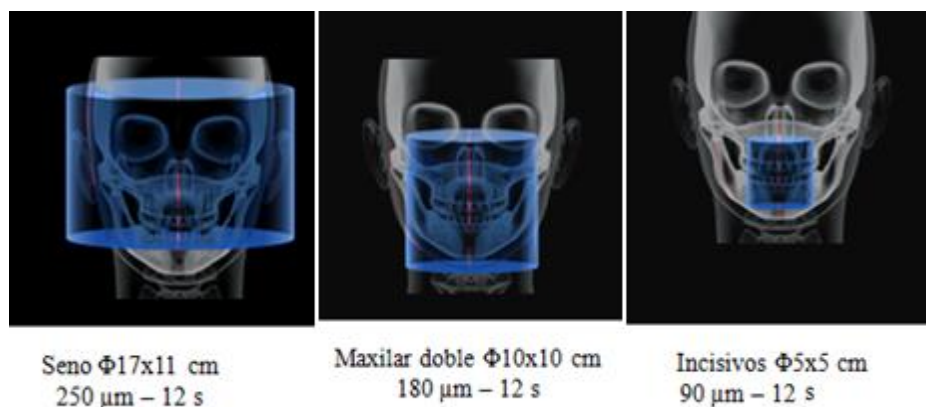 Seno Φ17x11 cm
250 µm – 12 s
Maxilar doble Φ10x10 cm
180 µm – 12 s
Incisivos Φ5x5 cm
90 µm – 12 s